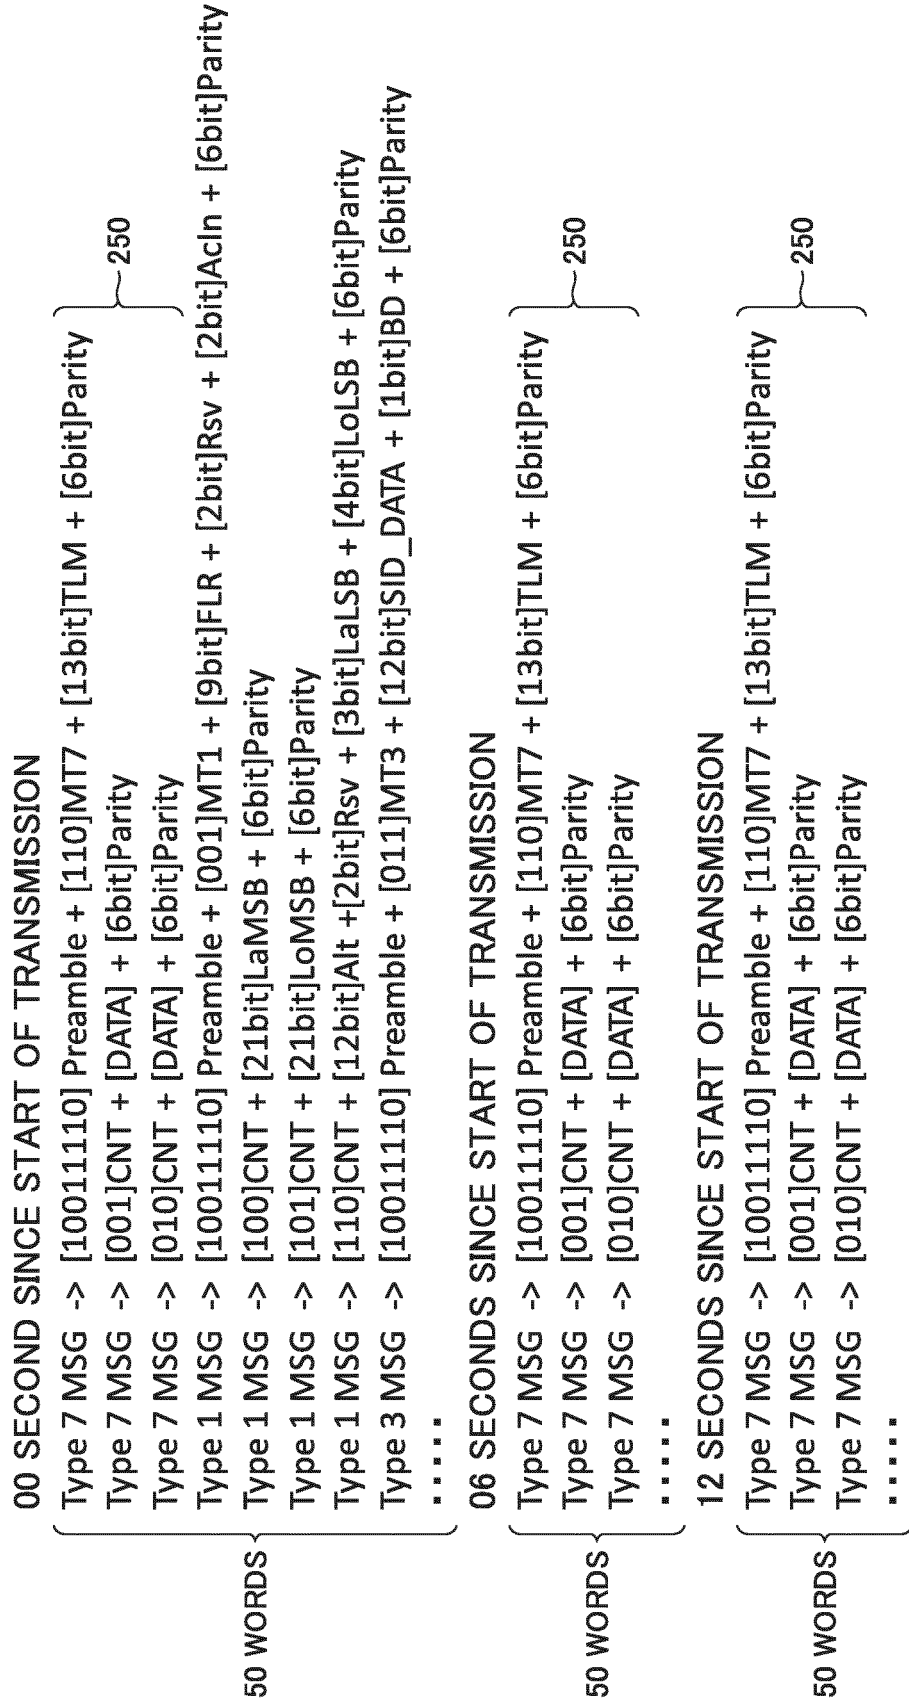 00 SECOND SINCE START OF TRANSMISSION
Type 7 MSG -> [10011110] Preamble + [110]MT7 + [13bit]TLM + [6bit]Parity
Type 7 MSG -> [001]CNT + [DATA] + [6bit]Parity
250
Type 7 MSG -> [010]CNT + [DATA] + [6bit]Parity
Type 1 MSG -> [10011110] Preamble + [001]MT1 + [9bit]FLR + [2bit]Rsv + [2bit]Acln + [6bit]Parity
50 WORDS
Type 1 MSG -> [100]CNT + [21bit]LaMSB + [6bit]Parity
Type 1 MSG -> [101]CNT + [21bit]LoMSB + [6bit]Parity
Type 1 MSG -> [110]CNT + [12bit]Alt +[2bit]Rsv + [3bit]LaLSB + [4bit]LoLSB + [6bit]Parity
Type 3 MSG -> [10011110] Preamble + [011]MT3 + [12bit]SID_DATA + [1bit]BD + [6bit]Parity
.....
06 SECONDS SINCE START OF TRANSMISSION
Type 7 MSG -> [10011110] Preamble + [110]MT7 + [13bit]TLM + [6bit]Parity
Type 7 MSG -> [001]CNT + [DATA] + [6bit]Parity
250
50 WORDS
Type 7 MSG -> [010]CNT + [DATA] + [6bit]Parity
.....
12 SECONDS SINCE START OF TRANSMISSION
Type 7 MSG -> [10011110] Preamble + [110]MT7 + [13bit]TLM + [6bit]Parity
Type 7 MSG -> [001]CNT + [DATA] + [6bit]Parity
250
50 WORDS
Type 7 MSG -> [010]CNT + [DATA] + [6bit]Parity
.....